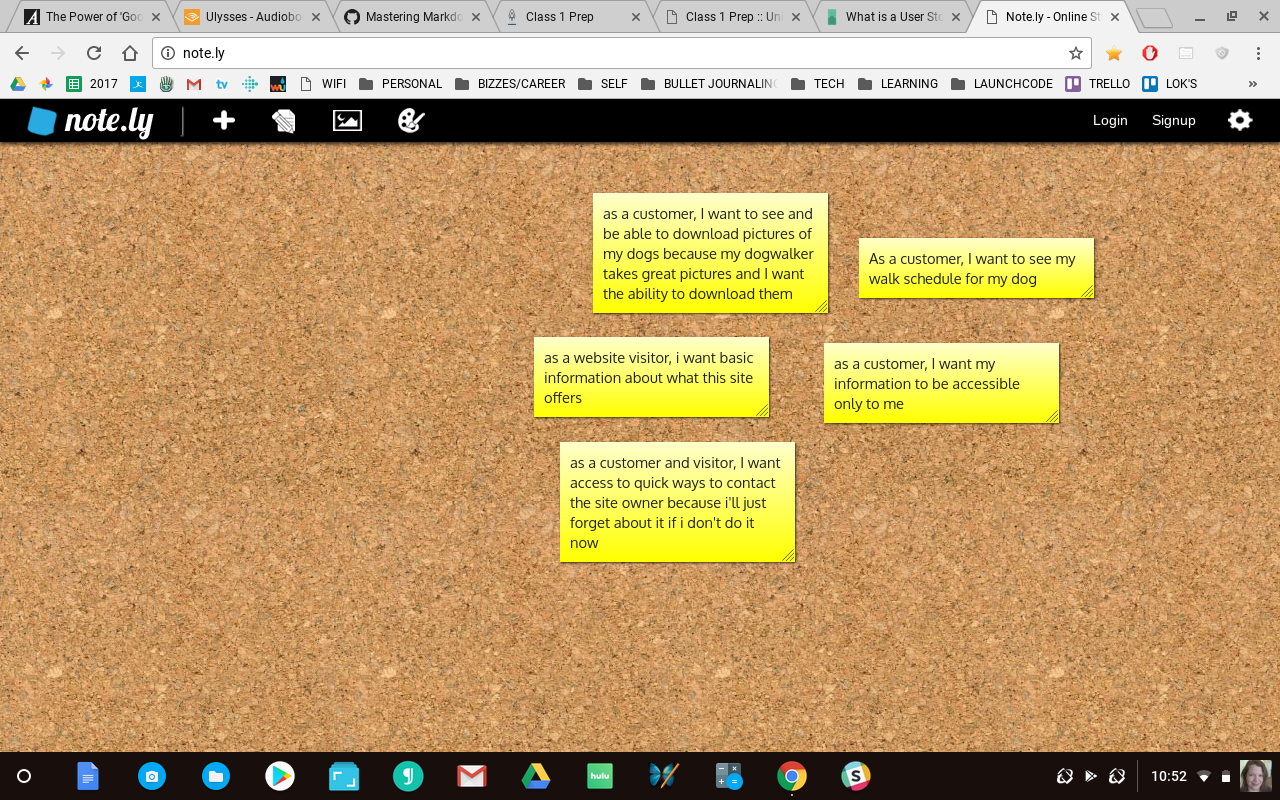 The Power of 'Goo
Ulysses - Audiobo
Mastering Markdo
Class 1 Prep
Class 1 Prep :: Un
What is a User Sto
Note.ly - Online St
note.ly
2017
tv
WIFI
PERSONAL
BIZZES/CAREER
SELF
BULLET JOURNALING
TECH
LEARNING
LAUNCHCODE
TRELLO
LOK'S
note.ly
Login
Signup
as a customer, I want to see and
be able to download pictures of
my dogs because my dogwalker
takes great pictures and I want
the ability to download them
As a customer, I want to see my
walk schedule for my dog
as a website visitor, i want basic
information about what this site
offers
as a customer, I want my
information to be accessible
only to me
as a customer and visitor, I want
access to quick ways to contact
the site owner because i'll just
forget about it if i don't do it
now
hulu
10:52